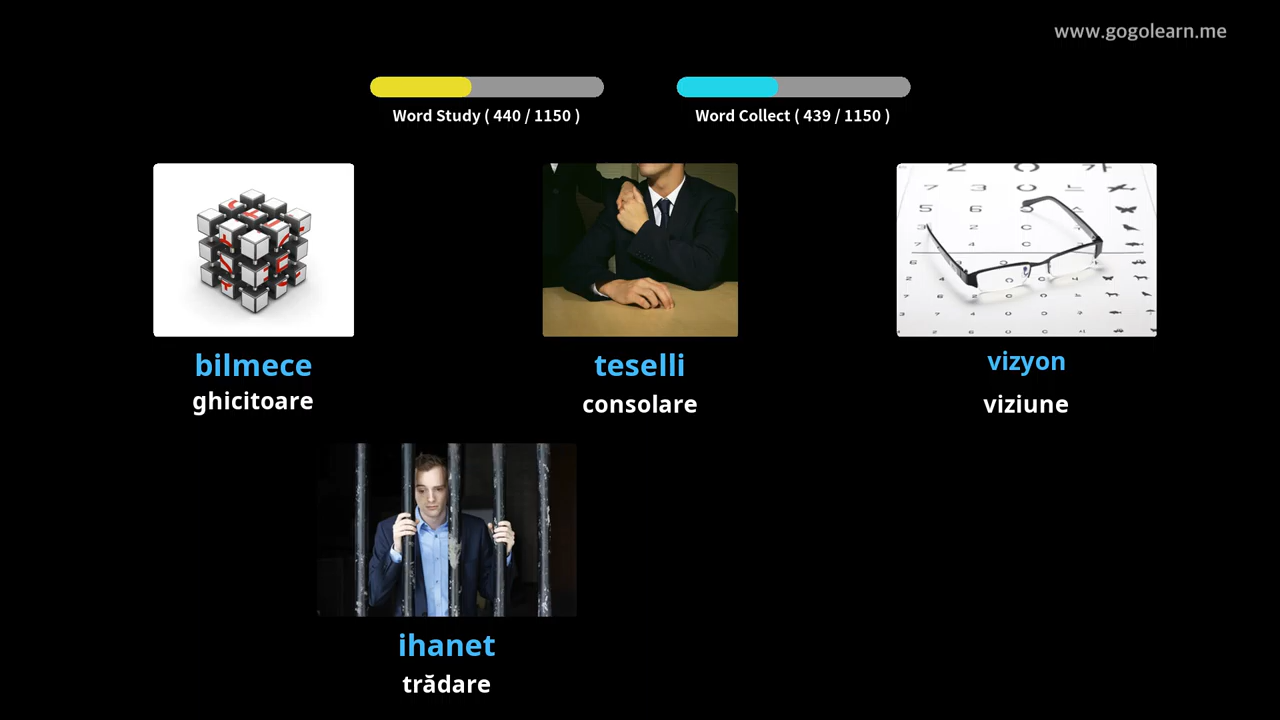 www.gogolearn.me
Word Study ( 440 / 1150 )
Word Collect ( 439 / 1150 )
bilmece
ghicitoare
teselli
consolare
vizyon
viziune
ihanet
trădare